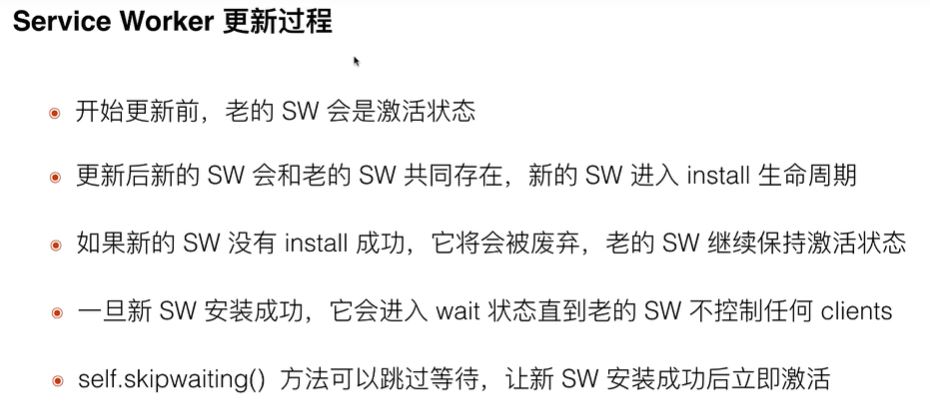 Service Worker 更新过程
开始更新前，老的 SW 会是激活状态
更新后新的 SW 会和老的 SW 共同存在，新的 SW 进入 install 生命周期
如果新的 SW 没有 install 成功，它将会被废弃，老的 SW 继续保持激活状态
一旦新 SW 安装成功，它会进入 wait 状态直到老的 SW 不控制任何 clients
self.skipwaiting() 方法可以跳过等待，让新 SW 安装成功后立即激活